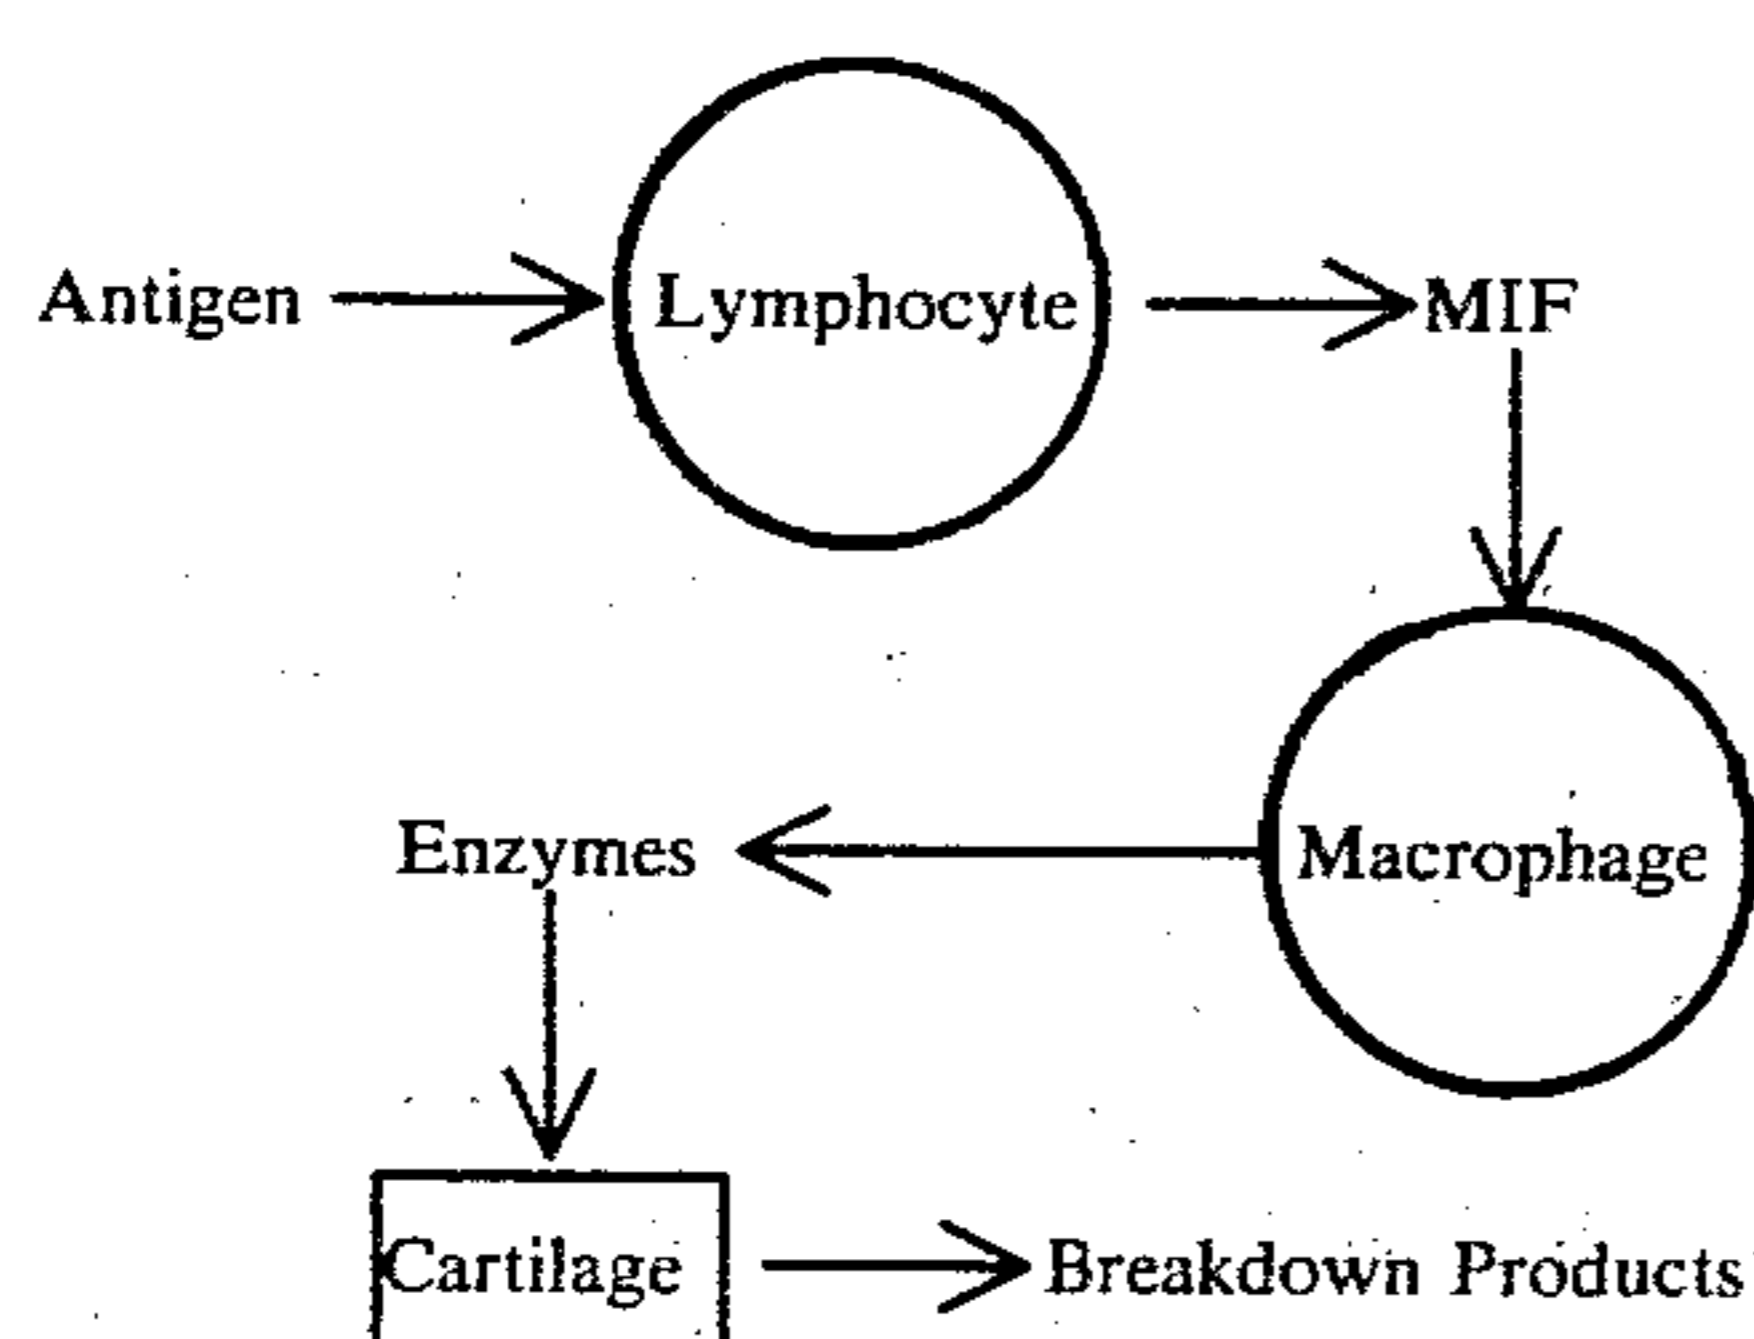 Antigen Lymphocyte MIF
Enzymes Macrophage
Cartilage Breakdown Products